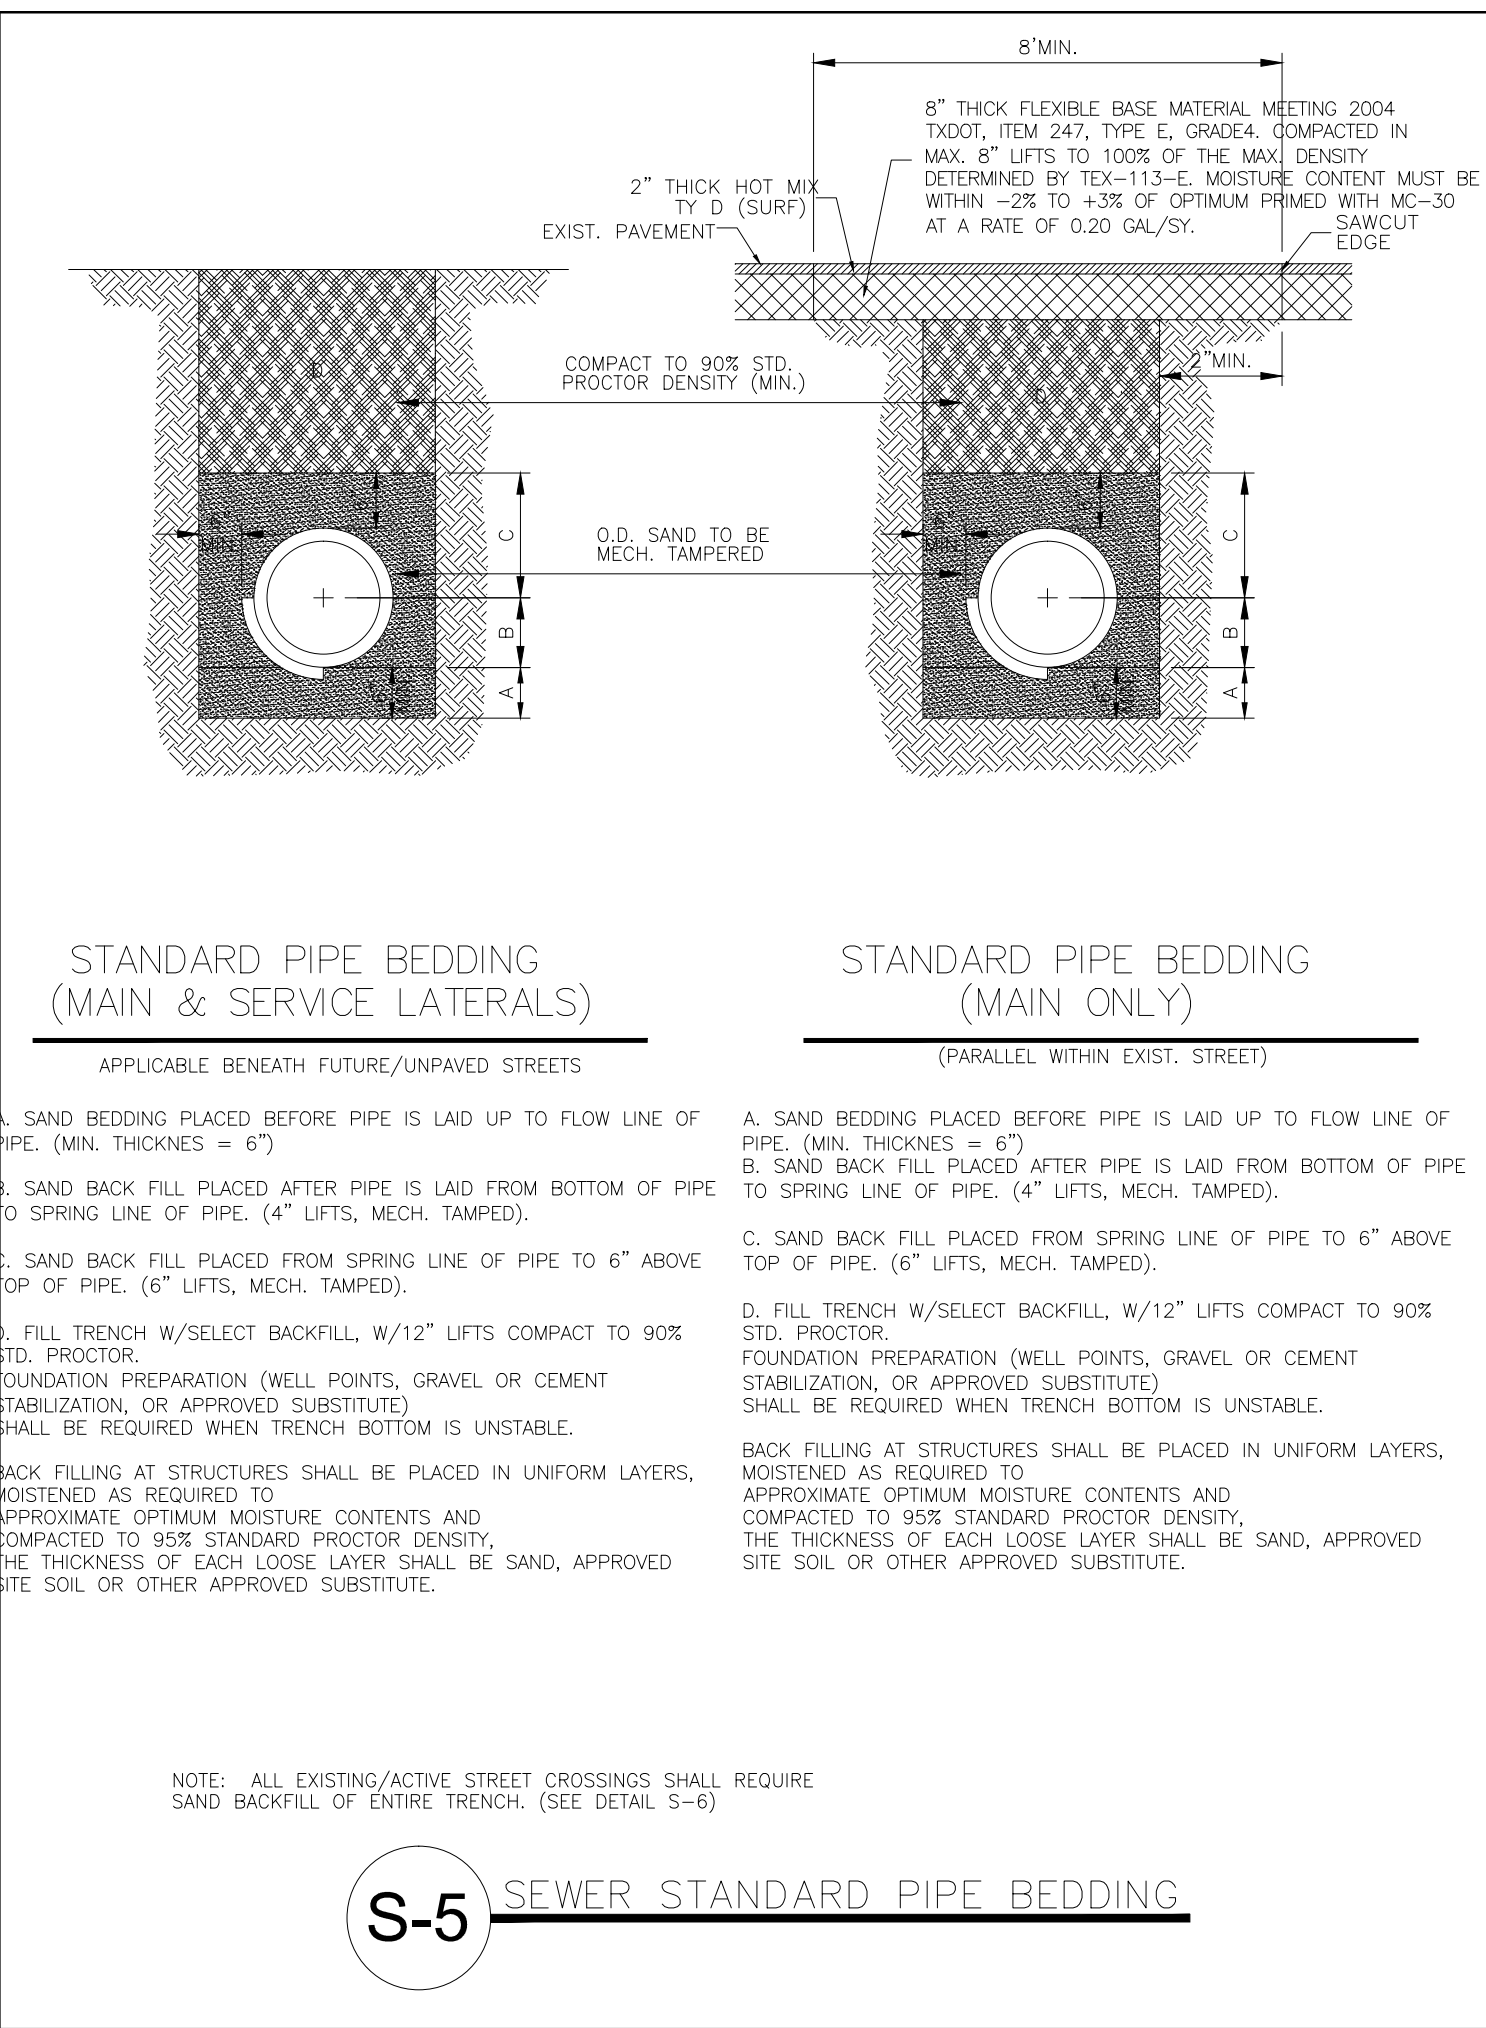 8'MIN.
8" THICK FLEXIBLE BASE MATERIAL MEETING 2004
TXDOT, ITEM 247, TYPE E, GRADE4. COMPACTED IN
MAX. 8" LIFTS TO 100% OF THE MAX. DENSITY
DETERMINED BY TEX-113-E. MOISTURE CONTENT MUST BE
WITHIN -2% TO +3% OF OPTIMUM PRIMED WITH MC-30
AT A RATE OF 0.20 GAL/SY.
2" THICK HOT MIX
TY D (SURF)
EXIST. PAVEMENT
SAWCUT
EDGE
COMPACT TO 90% STD.
PROCTOR DENSITY (MIN.)
2"MIN.
D
D
O.D. SAND TO BE
MECH. TAMPERED
MIN.
C
B
A
MIN.
C
B
A
STANDARD PIPE BEDDING
(MAIN & SERVICE LATERALS)
APPLICABLE BENEATH FUTURE/UNPAVED STREETS
A. SAND BEDDING PLACED BEFORE PIPE IS LAID UP TO FLOW LINE OF
PIPE. (MIN. THICKNES = 6")
B. SAND BACK FILL PLACED AFTER PIPE IS LAID FROM BOTTOM OF PIPE
TO SPRING LINE OF PIPE. (4" LIFTS, MECH. TAMPED).
C. SAND BACK FILL PLACED FROM SPRING LINE OF PIPE TO 6" ABOVE
TOP OF PIPE. (6" LIFTS, MECH. TAMPED).
D. FILL TRENCH W/SELECT BACKFILL, W/12" LIFTS COMPACT TO 90%
STD. PROCTOR.
FOUNDATION PREPARATION (WELL POINTS, GRAVEL OR CEMENT
STABILIZATION, OR APPROVED SUBSTITUTE)
SHALL BE REQUIRED WHEN TRENCH BOTTOM IS UNSTABLE.
BACK FILLING AT STRUCTURES SHALL BE PLACED IN UNIFORM LAYERS,
MOISTENED AS REQUIRED TO
APPROXIMATE OPTIMUM MOISTURE CONTENTS AND
COMPACTED TO 95% STANDARD PROCTOR DENSITY,
THE THICKNESS OF EACH LOOSE LAYER SHALL BE SAND, APPROVED
SITE SOIL OR OTHER APPROVED SUBSTITUTE.
STANDARD PIPE BEDDING
(MAIN ONLY)
(PARALLEL WITHIN EXIST. STREET)
A. SAND BEDDING PLACED BEFORE PIPE IS LAID UP TO FLOW LINE OF
PIPE. (MIN. THICKNES = 6")
B. SAND BACK FILL PLACED AFTER PIPE IS LAID FROM BOTTOM OF PIPE
TO SPRING LINE OF PIPE. (4" LIFTS, MECH. TAMPED).
C. SAND BACK FILL PLACED FROM SPRING LINE OF PIPE TO 6" ABOVE
TOP OF PIPE. (6" LIFTS, MECH. TAMPED).
D. FILL TRENCH W/SELECT BACKFILL, W/12" LIFTS COMPACT TO 90%
STD. PROCTOR.
FOUNDATION PREPARATION (WELL POINTS, GRAVEL OR CEMENT
STABILIZATION, OR APPROVED SUBSTITUTE)
SHALL BE REQUIRED WHEN TRENCH BOTTOM IS UNSTABLE.
BACK FILLING AT STRUCTURES SHALL BE PLACED IN UNIFORM LAYERS,
MOISTENED AS REQUIRED TO
APPROXIMATE OPTIMUM MOISTURE CONTENTS AND
COMPACTED TO 95% STANDARD PROCTOR DENSITY,
THE THICKNESS OF EACH LOOSE LAYER SHALL BE SAND, APPROVED
SITE SOIL OR OTHER APPROVED SUBSTITUTE.
NOTE: ALL EXISTING/ACTIVE STREET CROSSINGS SHALL REQUIRE
SAND BACKFILL OF ENTIRE TRENCH. (SEE DETAIL S-6)
S-5
SEWER STANDARD PIPE BEDDING